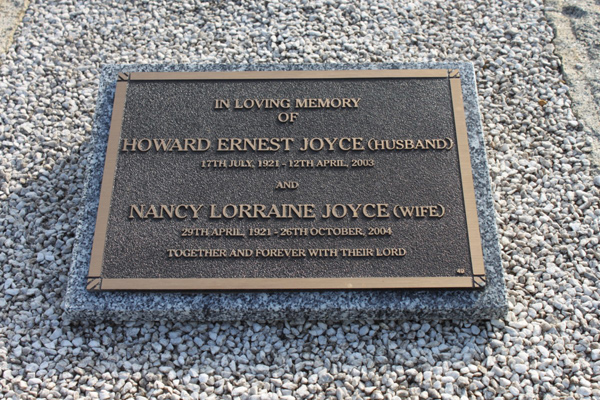 IN LOVING MEMORY
OF
HOWARD ERNEST JOYCE (HUSBAND)
17TH JULY, 1921 - 12TH APRIL, 2003
AND
NANCY LORRAINE JOYCE (WIFE)
29TH APRIL, 1921 - 26TH OCTOBER, 2004
TOGETHER AND FOREVER WITH THEIR LORD